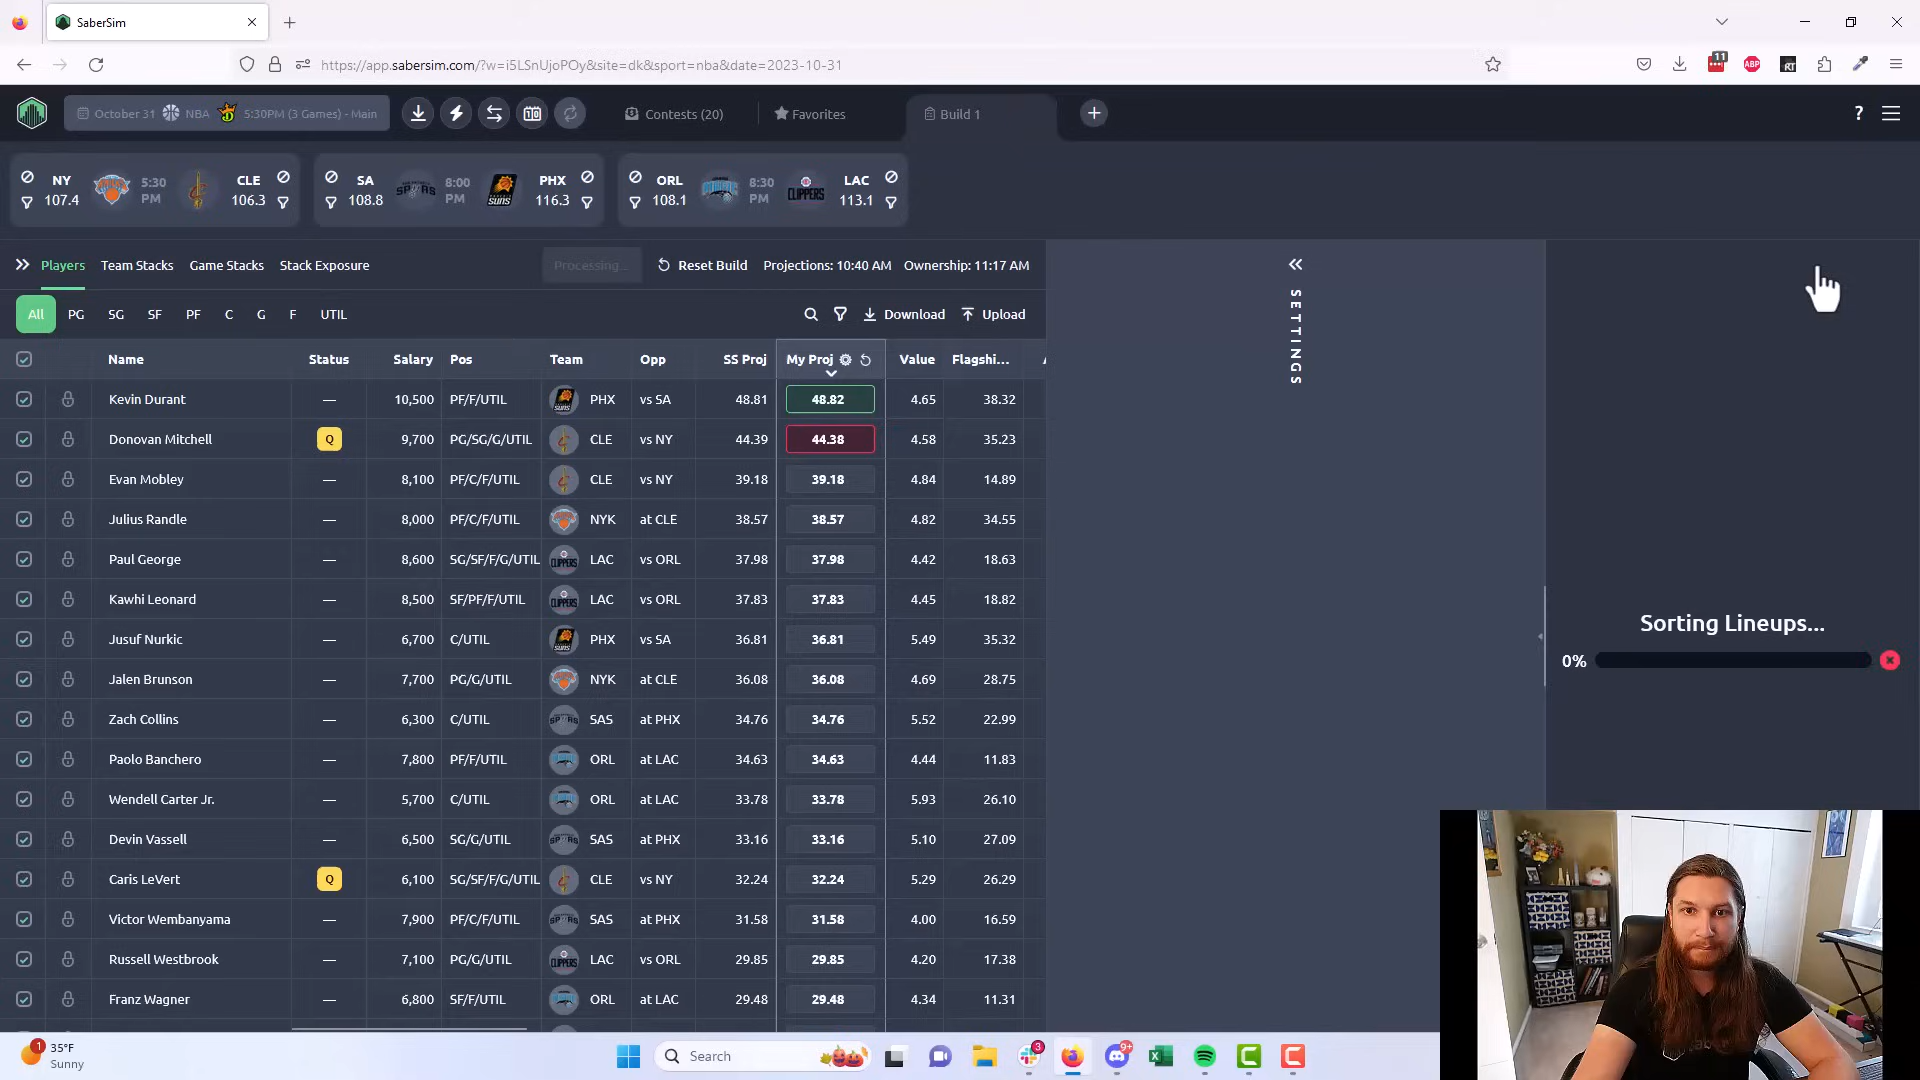 SaberSim
https://app.sabersim.com/?w=i5LSnUjoPOy&site=dk&sport=nba&date=2023-10-31
11
ABP
RT
October 31 NBA 5:30PM (3 Games) - Main
Contests (20)
Favorites
Build 1
?
NY 107.4 5:30 PM CLE 106.3
SA 108.8 8:00 PM PHX 116.3
ORL 108.1 8:30 PM LAC 113.1
Players Team Stacks Game Stacks Stack Exposure Processing... Reset Build Projections: 10:40 AM Ownership: 11:17 AM
All PG SG SF PF C G F UTIL Download Upload
Name Status Salary Pos Team Opp SS Proj My Proj Value Flagshi...
Kevin Durant — 10,500 PF/F/UTIL PHX vs SA 48.81 48.82 4.65 38.32
Donovan Mitchell Q 9,700 PG/SG/G/UTIL CLE vs NY 44.39 44.38 4.58 35.23
Evan Mobley — 8,100 PF/C/F/UTIL CLE vs NY 39.18 39.18 4.84 14.89
Julius Randle — 8,000 PF/C/F/UTIL NYK at CLE 38.57 38.57 4.82 34.55
Paul George — 8,600 SG/SF/F/G/UTIL LAC vs ORL 37.98 37.98 4.42 18.63
Kawhi Leonard — 8,500 SF/PF/F/UTIL LAC vs ORL 37.83 37.83 4.45 18.82
Jusuf Nurkic — 6,700 C/UTIL PHX vs SA 36.81 36.81 5.49 35.32
Jalen Brunson — 7,700 PG/G/UTIL NYK at CLE 36.08 36.08 4.69 28.75
Zach Collins — 6,300 C/UTIL SAS at PHX 34.76 34.76 5.52 22.99
Paolo Banchero — 7,800 PF/F/UTIL ORL at LAC 34.63 34.63 4.44 11.83
Wendell Carter Jr. — 5,700 C/UTIL ORL at LAC 33.78 33.78 5.93 26.10
Devin Vassell — 6,500 SG/G/UTIL SAS at PHX 33.16 33.16 5.10 27.09
Caris LeVert Q 6,100 SG/SF/F/G/UTIL CLE vs NY 32.24 32.24 5.29 26.29
Victor Wembanyama — 7,900 PF/C/F/UTIL SAS at PHX 31.58 31.58 4.00 16.59
Russell Westbrook — 7,100 PG/G/UTIL LAC vs ORL 29.85 29.85 4.20 17.38
Franz Wagner — 6,800 SF/F/UTIL ORL at LAC 29.48 29.48 4.34 11.31
SETTINGS
Sorting Lineups...
0%
1 35°F
Sunny
Search
3
9+